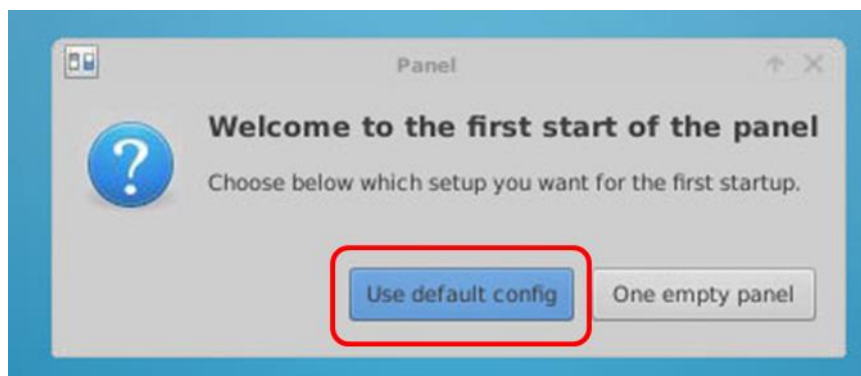 Panel
Welcome to the first start of the panel
Choose below which setup you want for the first startup.
Use default config
One empty panel